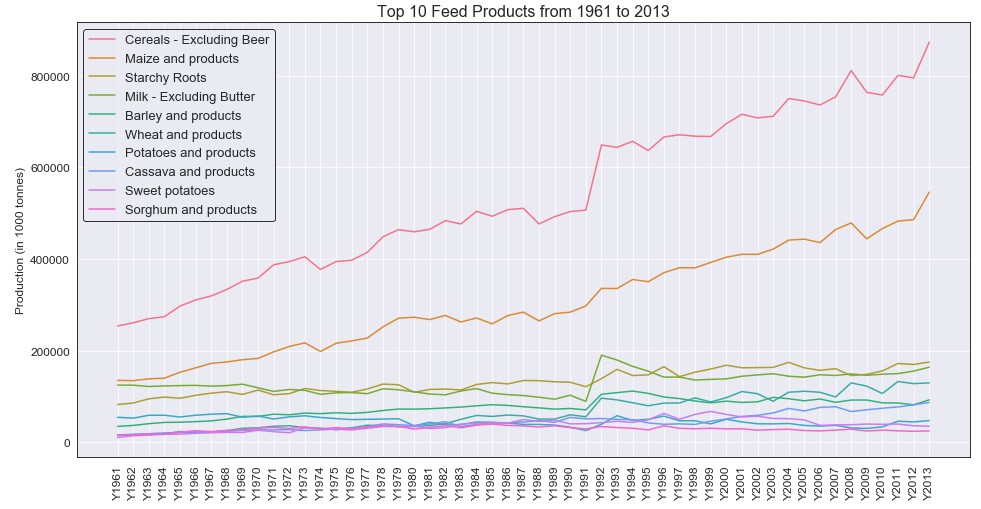 Top 10 Feed Products from 1961 to 2013
Cereals - Excluding Beer
Maize and products
Starchy Roots
Milk - Excluding Butter
Barley and products
Wheat and products
Potatoes and products
Cassava and products
Sweet potatoes
Sorghum and products
Production (in 1000 tonnes)
800000
600000
400000
200000
0
Y1961
Y1962
Y1963
Y1964
Y1965
Y1966
Y1967
Y1968
Y1969
Y1970
Y1971
Y1972
Y1973
Y1974
Y1975
Y1976
Y1977
Y1978
Y1979
Y1980
Y1981
Y1982
Y1983
Y1984
Y1985
Y1986
Y1987
Y1988
Y1989
Y1990
Y1991
Y1992
Y1993
Y1994
Y1995
Y1996
Y1997
Y1998
Y1999
Y2000
Y2001
Y2002
Y2003
Y2004
Y2005
Y2006
Y2007
Y2008
Y2009
Y2010
Y2011
Y2012
Y2013